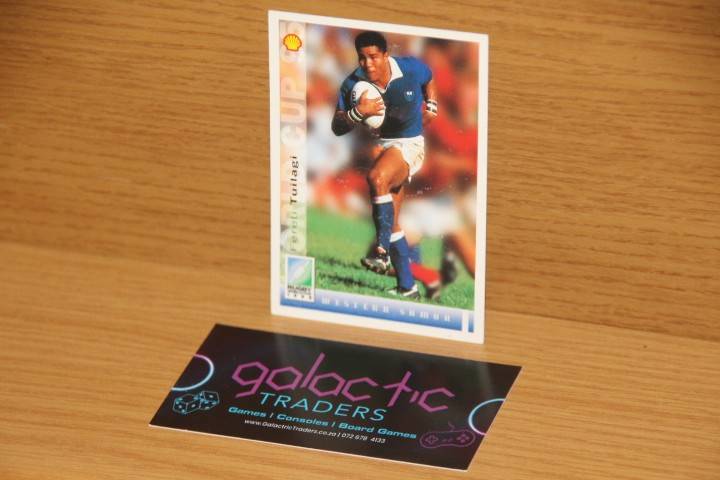 CUP
Fereti Tuilagi
WESTERN SAMOA
galactic
TRADERS
Games | Consoles | Board Games
www.GalacticTraders.co.za | 072 678 4133